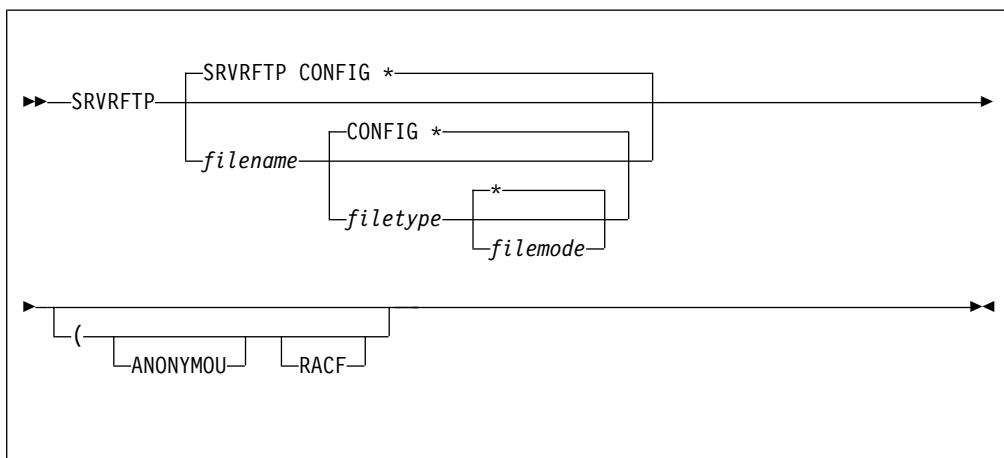 SRVRFTP CONFIG *
SRVRFTP
CONFIG *
filename
*
filetype
filemode
(
ANONYMOU RACF